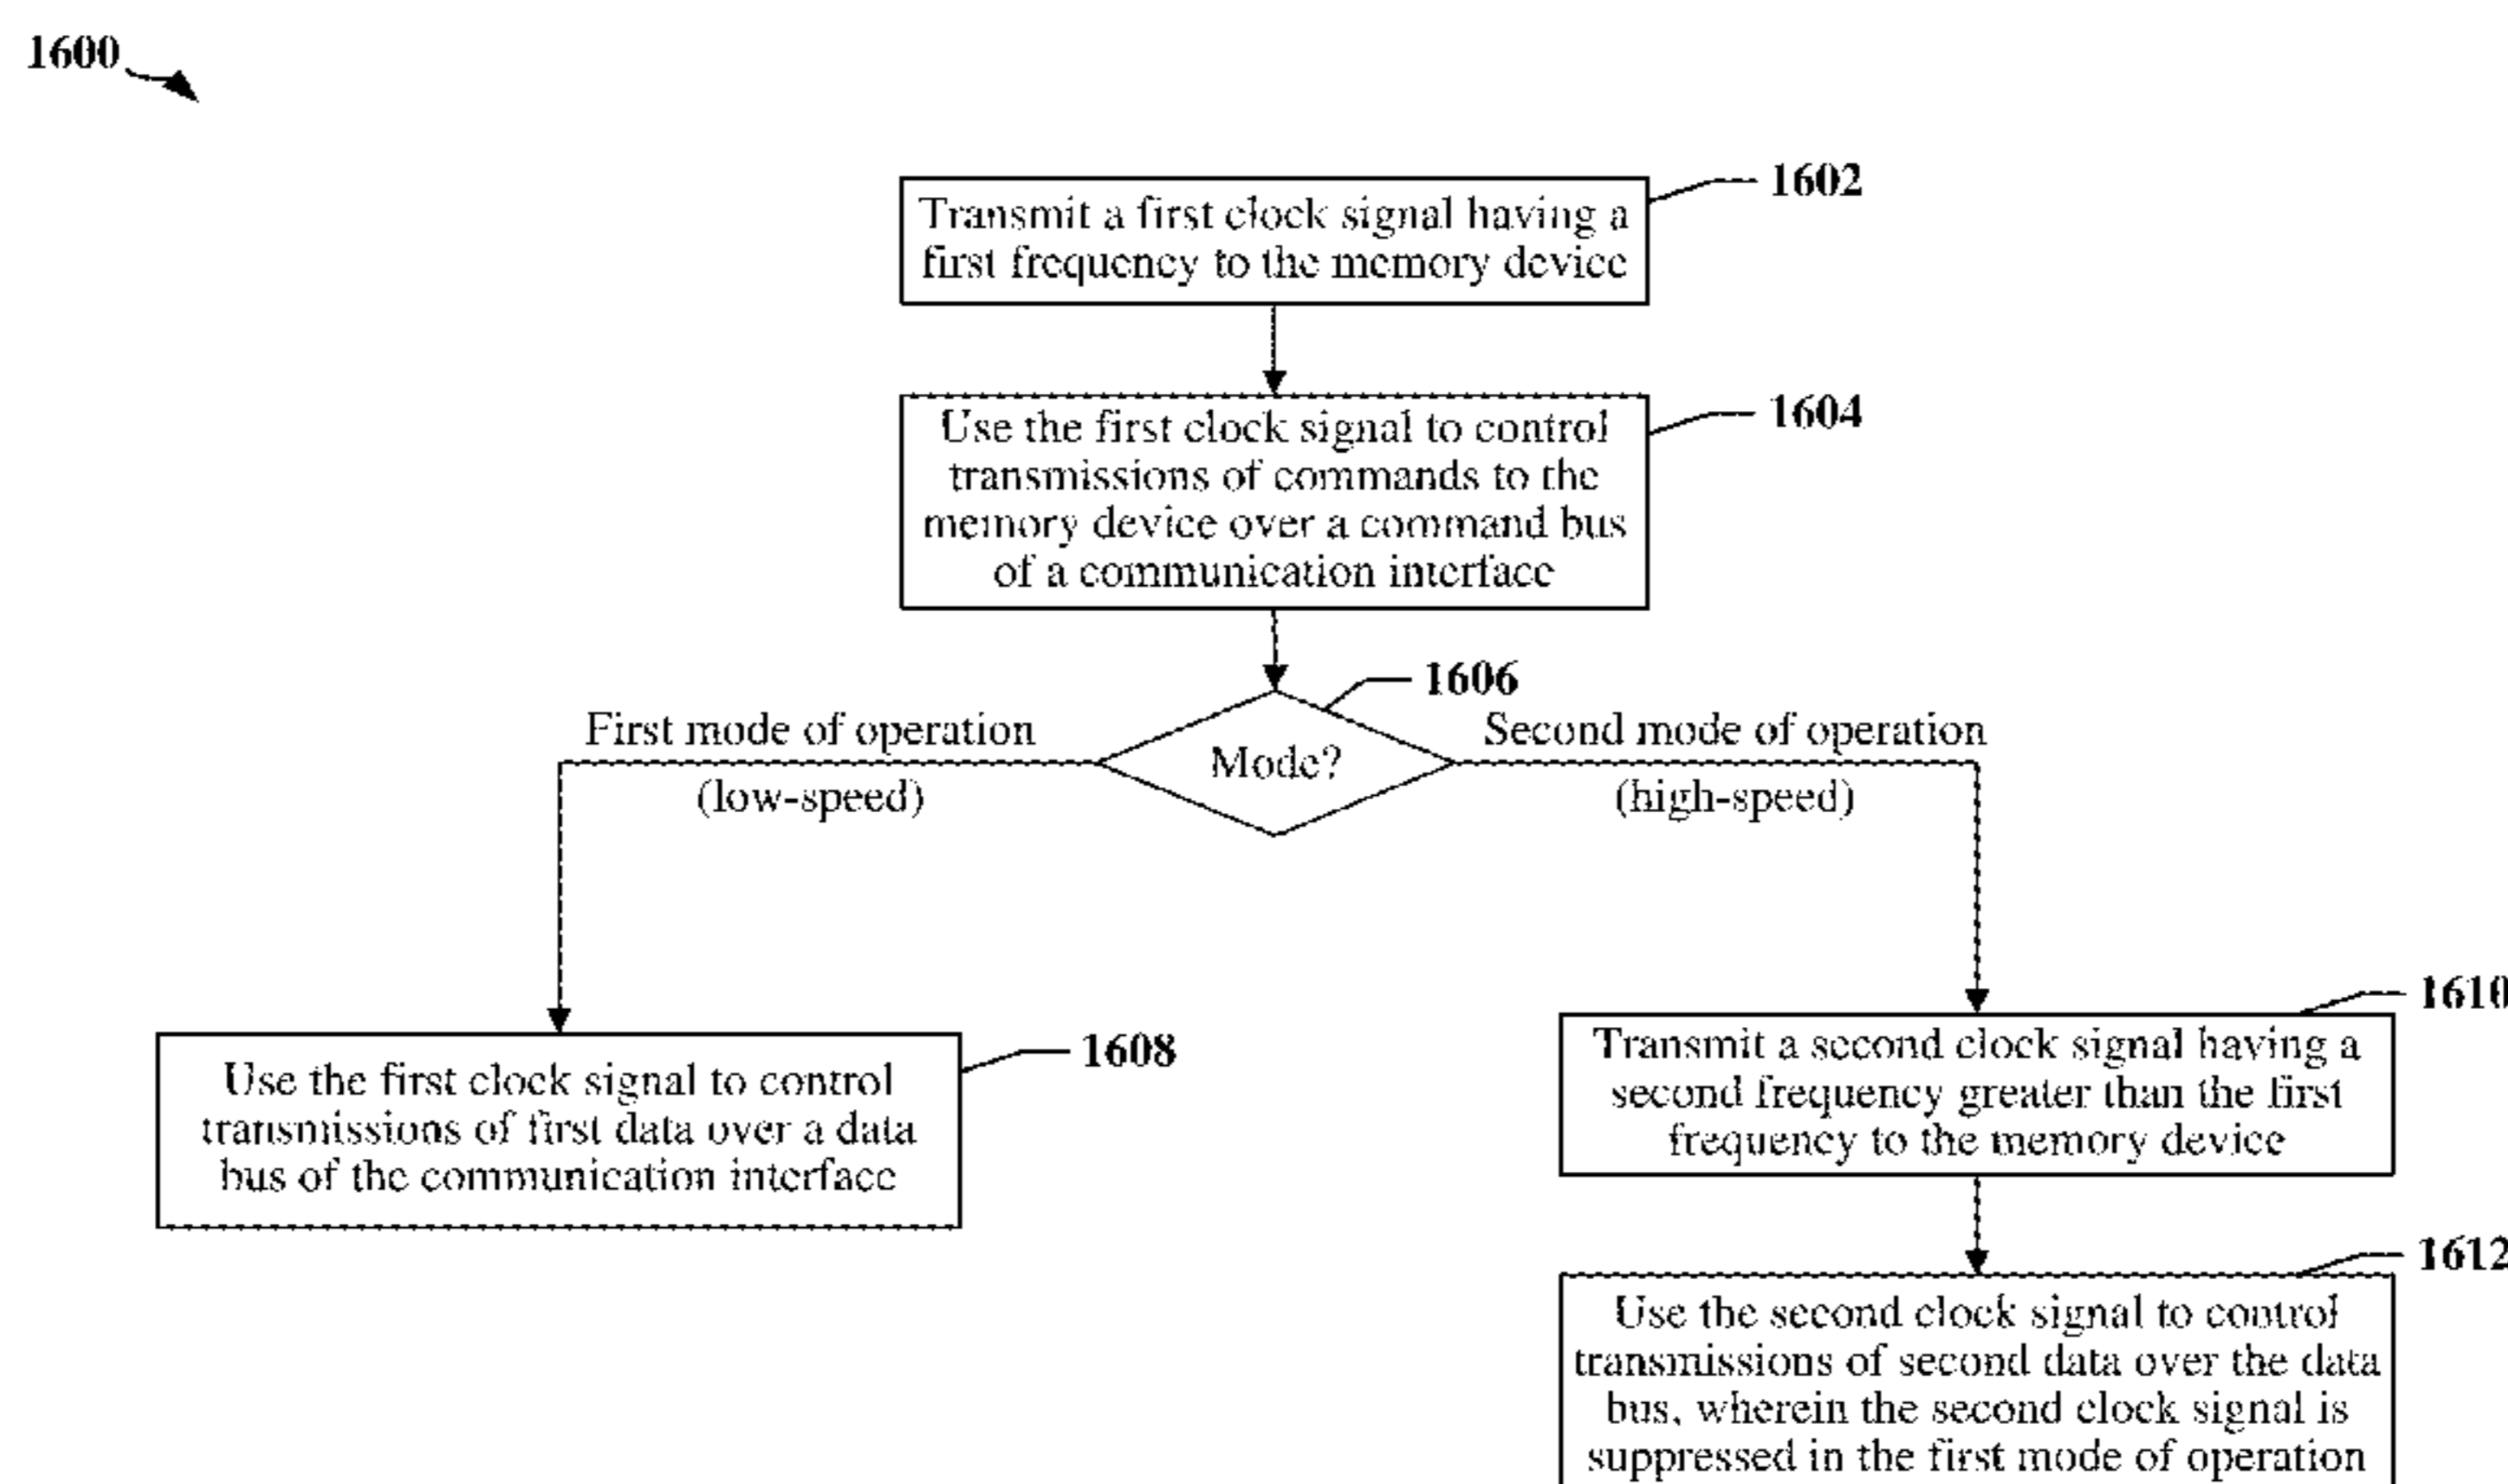 1600
1602
Transmit a first clock signal having a
first frequency to the memory device
1604
Use the first clock signal to control
transmissions of commands to the
memory device over a command bus
of a communication interface
1606
First mode of operation
(low-speed)
Mode?
Second mode of operation
(high-speed)
1608
Use the first clock signal to control
transmissions of first data over a data
bus of the communication interface
1610
Transmit a second clock signal having a
second frequency greater than the first
frequency to the memory device
1612
Use the second clock signal to control
transmissions of second data over the data
bus, wherein the second clock signal is
suppressed in the first mode of operation